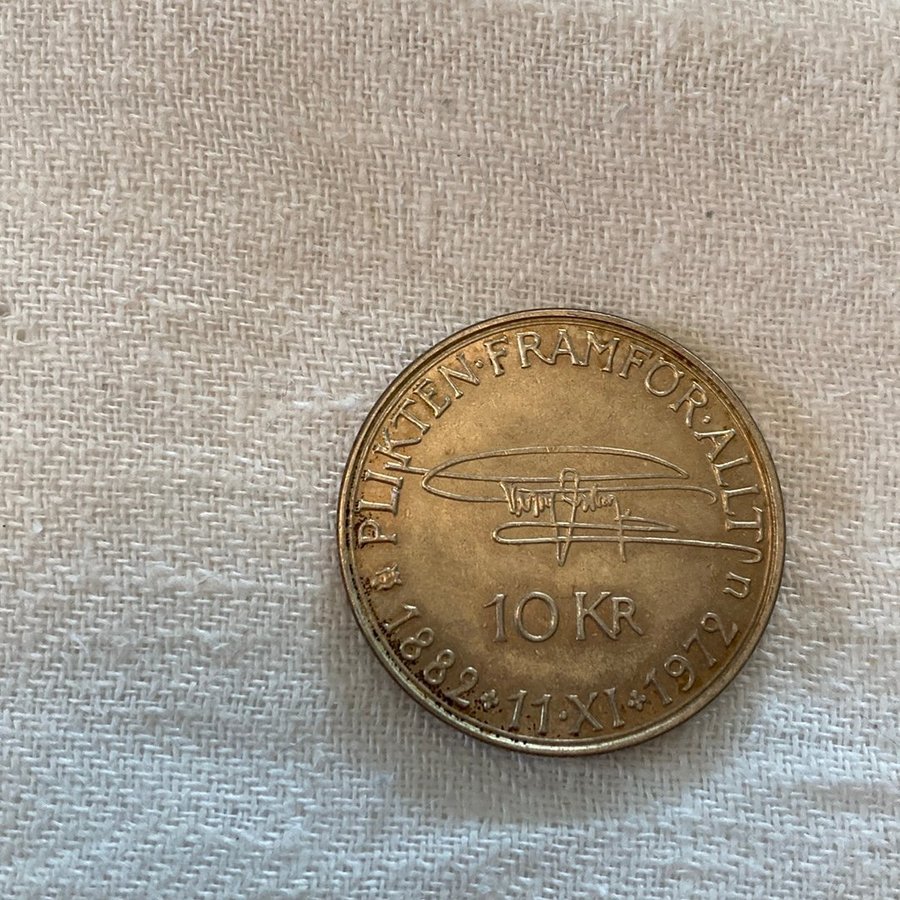 PLIKTEN·FRAMFÖR·ALLT
10 KR
1882 11·XI 1972